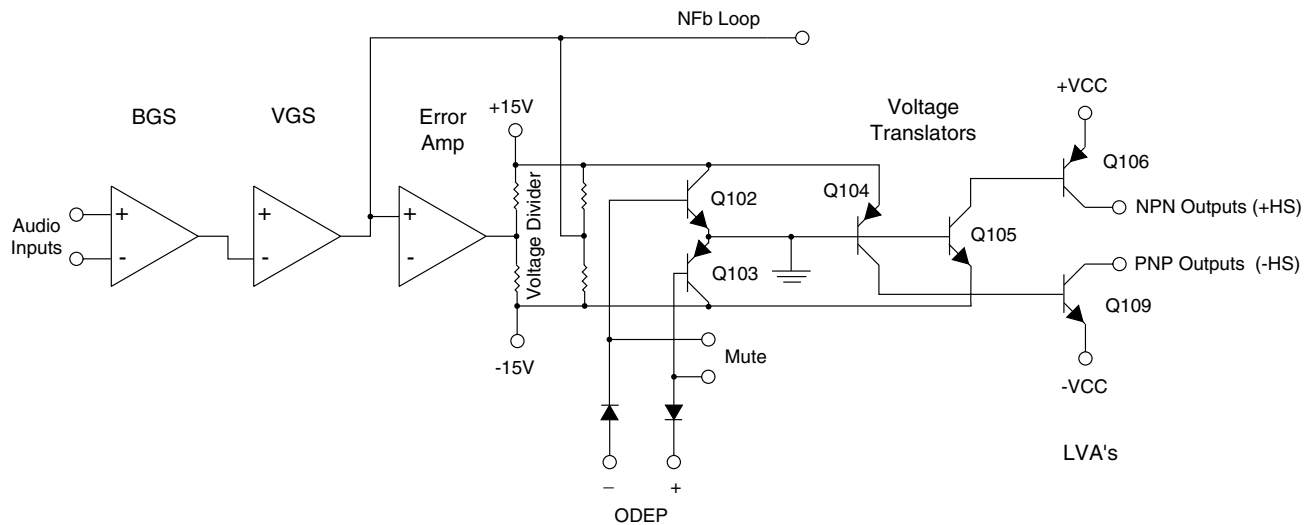 NFb Loop
BGS
VGS
Error
Amp
+15V
Voltage
Translators
+VCC
Audio
Inputs
+
-
+
-
+
-
Voltage Divider
Q102
Q103
Q104
Q105
Q106
NPN Outputs (+HS)
PNP Outputs (-HS)
Q109
-15V
Mute
-VCC
LVA's
– +
ODEP